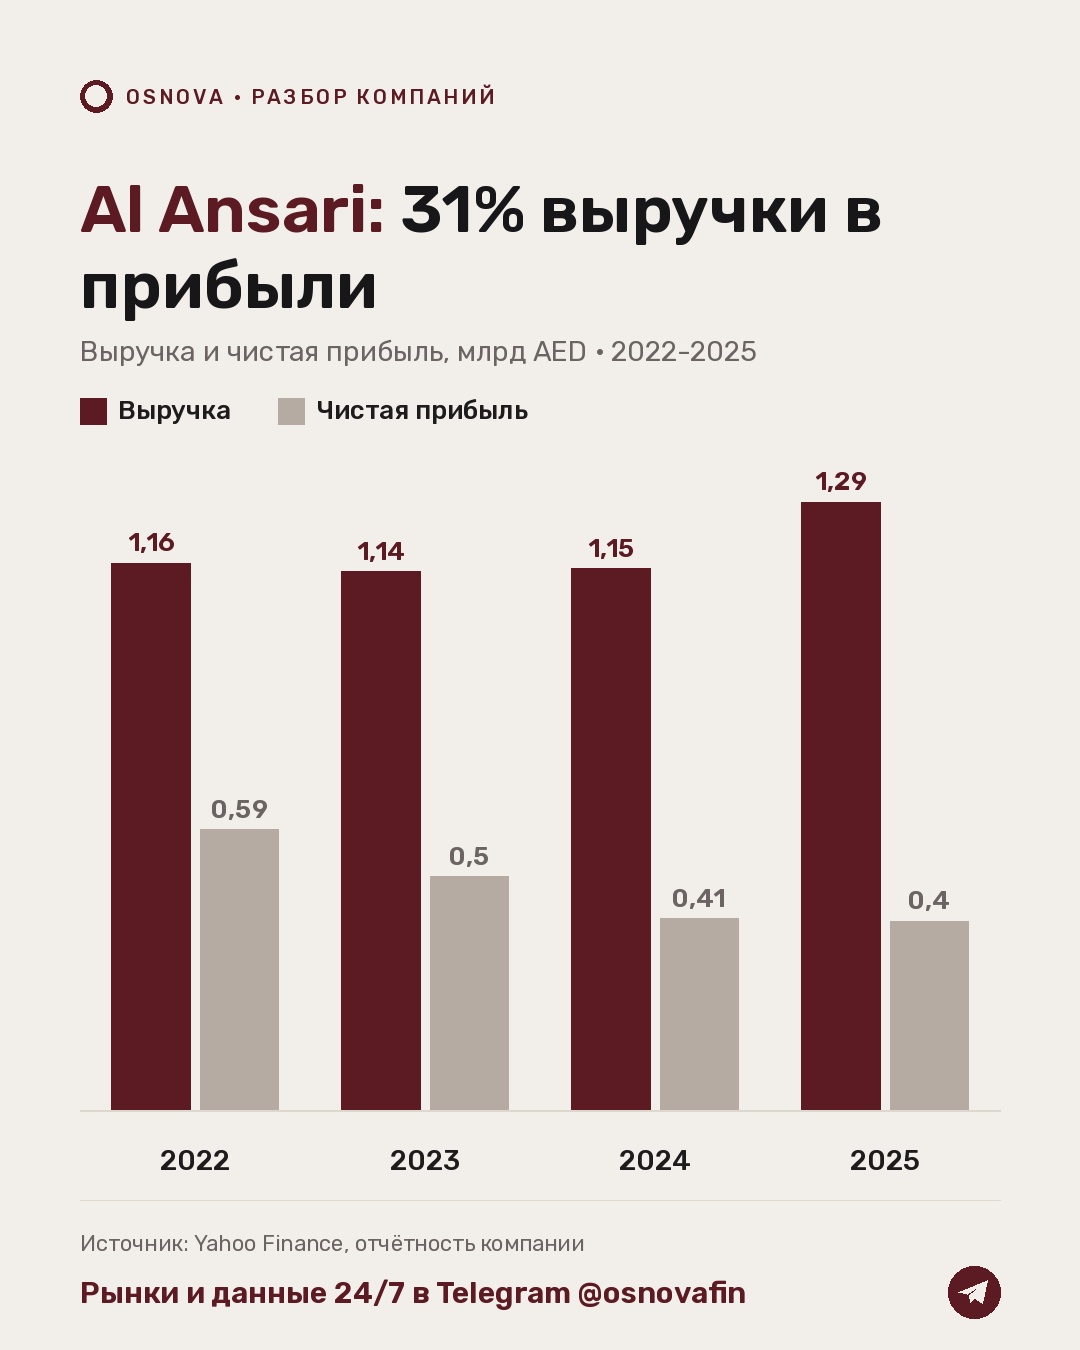 OSNOVA • РАЗБОР КОМПАНИЙ
Al Ansari: 31% выручки в
прибыли
Выручка и чистая прибыль, млрд AED • 2022-2025
Выручка Чистая прибыль
1,29
1,16
1,14
1,15
0,59
0,5
0,41
0,4
2022 2023 2024 2025
Источник: Yahoo Finance, отчётность компании
Рынки и данные 24/7 в Telegram @osnovafin